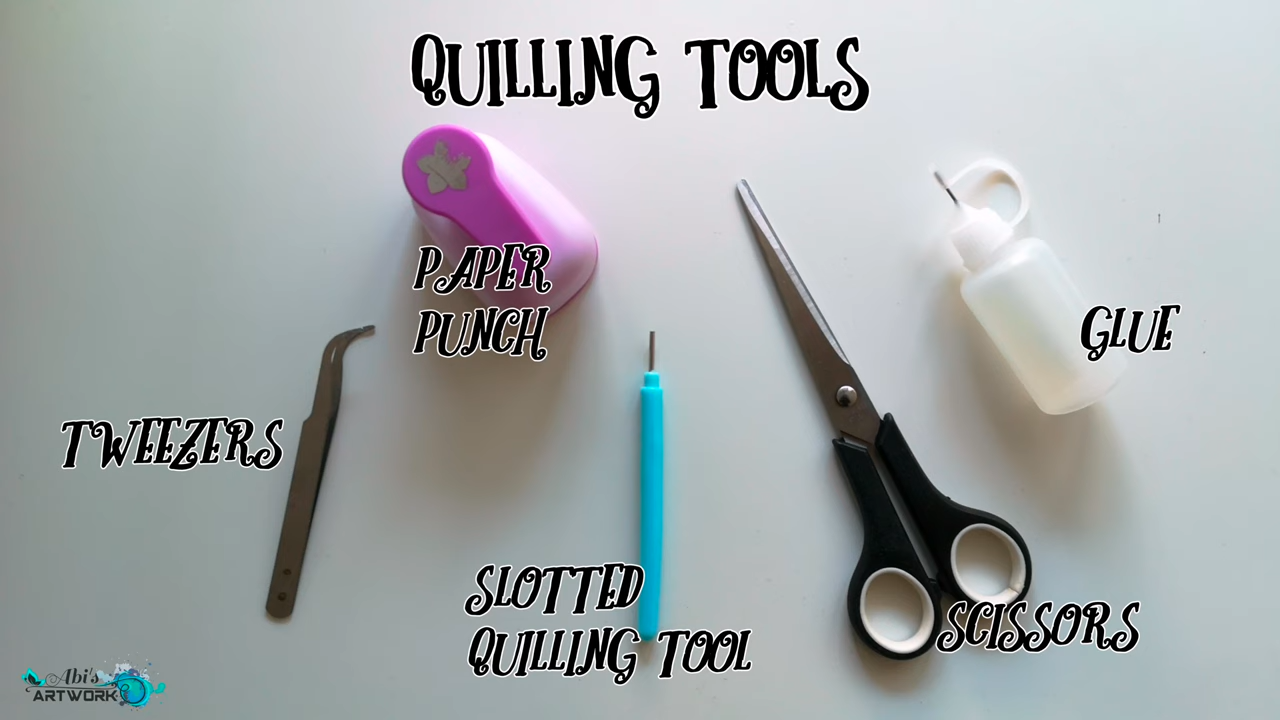 QUILLING TOOLS
PAPER
PUNCH
GLUE
TWEEZERS
SLOTTED
QUILLING TOOL
SCISSORS
Abi's
ARTWORK